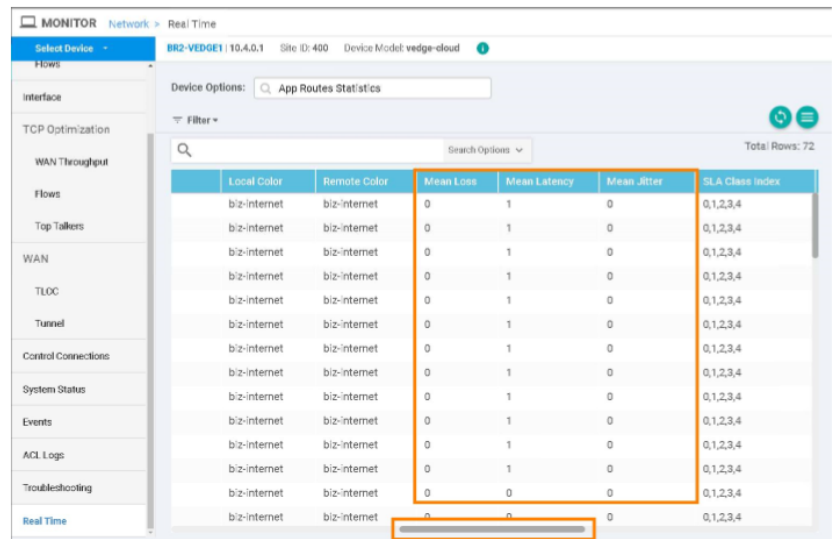 MONITOR Network > Real Time
Select Device BR2-VEDGE1 | 10.4.0.1 Site ID: 400 Device Model: vedge-cloud i
Flows
Interface
TCP Optimization
WAN Throughput
Flows
Top Talkers
WAN
TLOC
Tunnel
Control Connections
System Status
Events
ACL Logs
Troubleshooting
Real Time
Device Options: App Routes Statistics
Filter
Search Options
Total Rows: 72
Local Color Remote Color Mean Loss Mean Latency Mean Jitter SLA Class Index
biz-internet biz-internet 0 1 0 0,1,2,3,4
biz-internet biz-internet 0 1 0 0,1,2,3,4
biz-internet biz-internet 0 1 0 0,1,2,3,4
biz-internet biz-internet 0 1 0 0,1,2,3,4
biz-internet biz-internet 0 1 0 0,1,2,3,4
biz-internet biz-internet 0 1 0 0,1,2,3,4
biz-internet biz-internet 0 1 0 0,1,2,3,4
biz-internet biz-internet 0 1 0 0,1,2,3,4
biz-internet biz-internet 0 1 0 0,1,2,3,4
biz-internet biz-internet 0 1 0 0,1,2,3,4
biz-internet biz-internet 0 1 0 0,1,2,3,4
biz-internet biz-internet 0 1 0 0,1,2,3,4
biz-internet biz-internet 0 0 0 0,1,2,3,4
biz-internet biz-internet 0 0 0 0,1,2,3,4